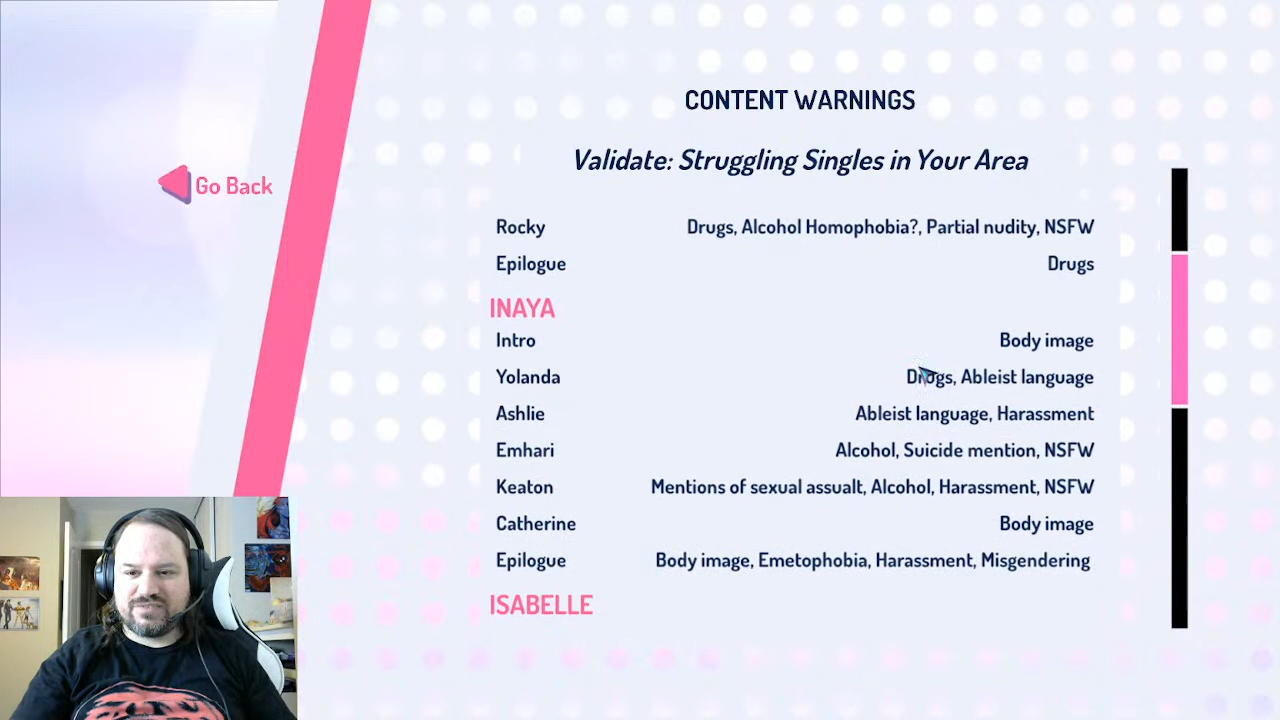 CONTENT WARNINGS
Validate: Struggling Singles in Your Area
Go Back
Rocky Drugs, Alcohol Homophobia?, Partial nudity, NSFW
Epilogue Drugs
INAYA
Intro Body image
Yolanda Drugs, Ableist language
Ashlie Ableist language, Harassment
Emhari Alcohol, Suicide mention, NSFW
Keaton Mentions of sexual assualt, Alcohol, Harassment, NSFW
Catherine Body image
Epilogue Body image, Emetophobia, Harassment, Misgendering
ISABELLE